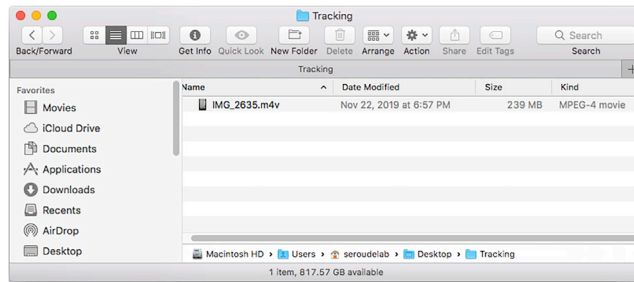 Tracking
Back/Forward View Get Info Quick Look New Folder Delete Arrange Action Share Edit Tags Search
Search
Tracking +
Favorites
Movies
iCloud Drive
Documents
Applications
Downloads
Recents
AirDrop
Desktop
Name Date Modified Size Kind
IMG_2635.m4v Nov 22, 2019 at 6:57 PM 239 MB MPEG-4 movie
Macintosh HD › Users › seroudelab › Desktop › Tracking
1 item, 817.57 GB available